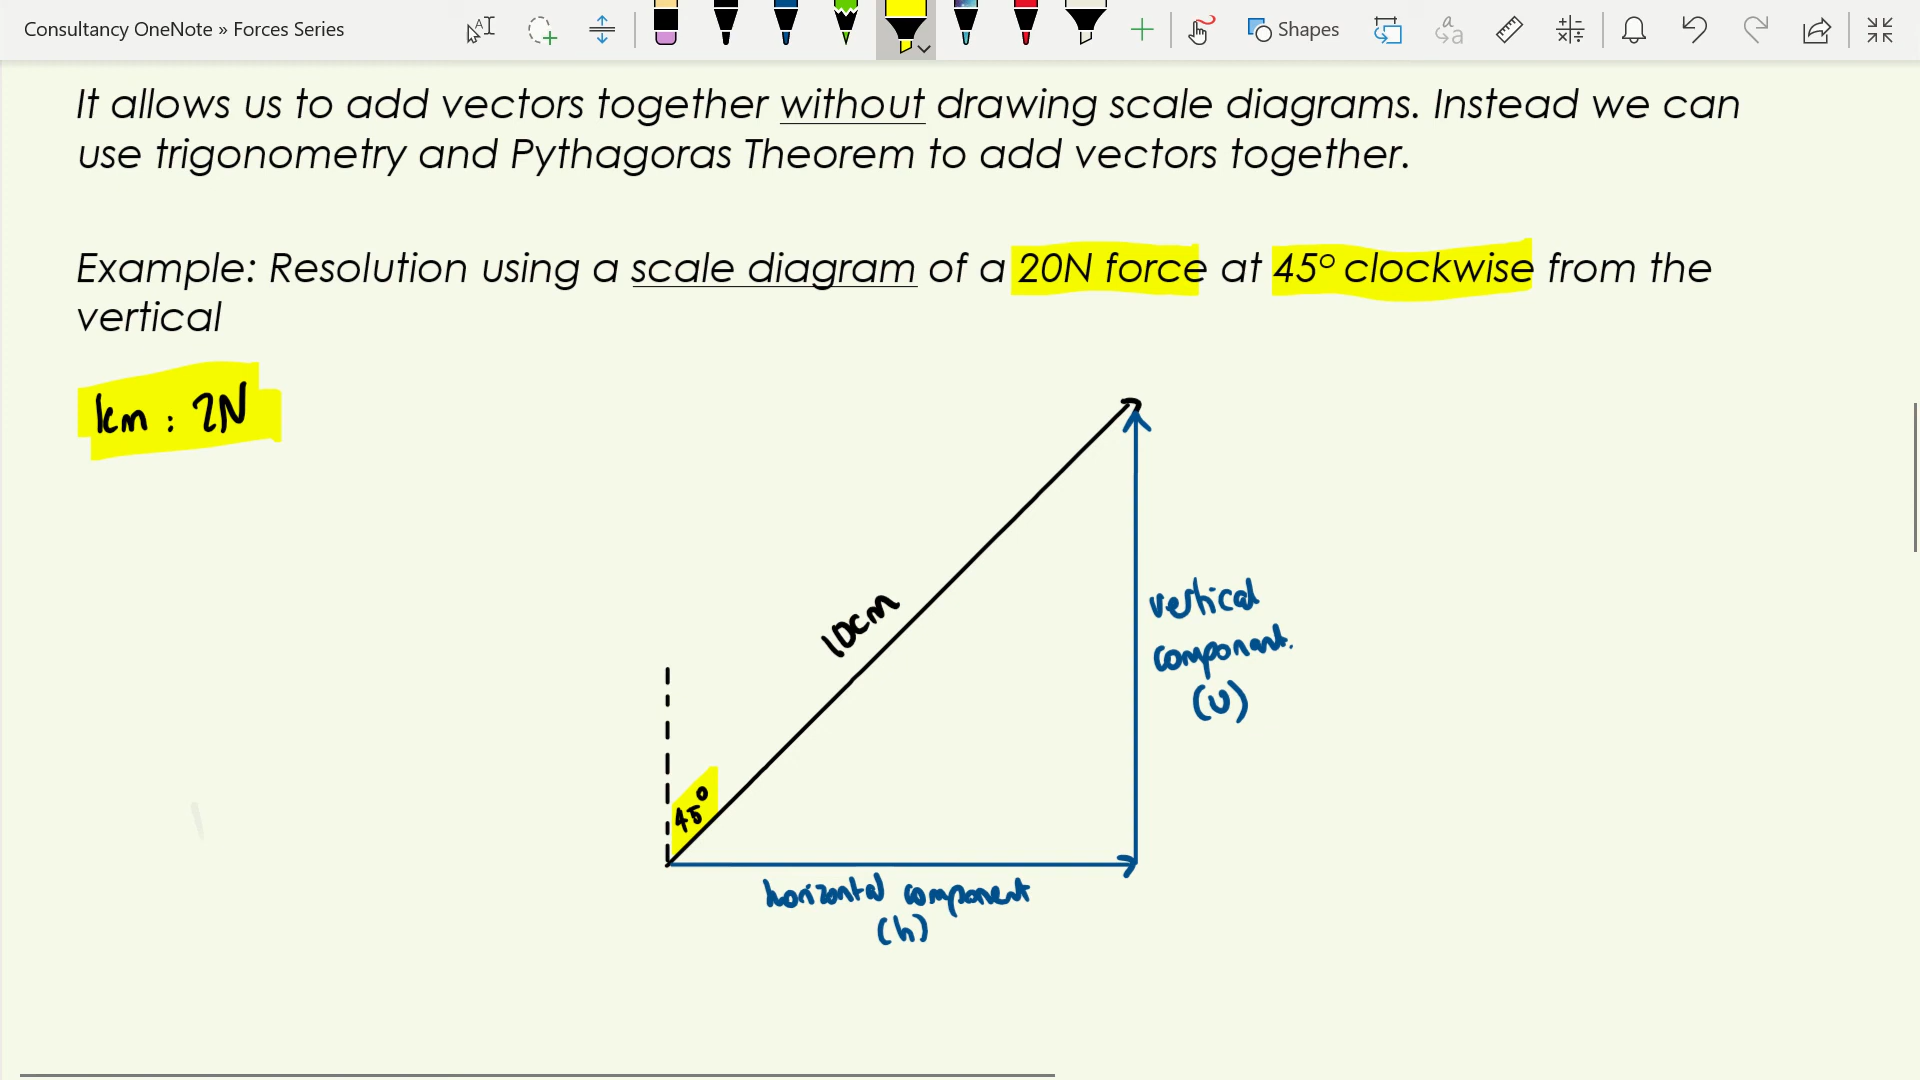 Consultancy OneNote » Forces Series
Shapes
It allows us to add vectors together without drawing scale diagrams. Instead we can
use trigonometry and Pythagoras Theorem to add vectors together.
Example: Resolution using a scale diagram of a 20N force at 45° clockwise from the
vertical
1cm : 2N
10cm
vertical
component.
(v)
45°
horizontal component
(h)